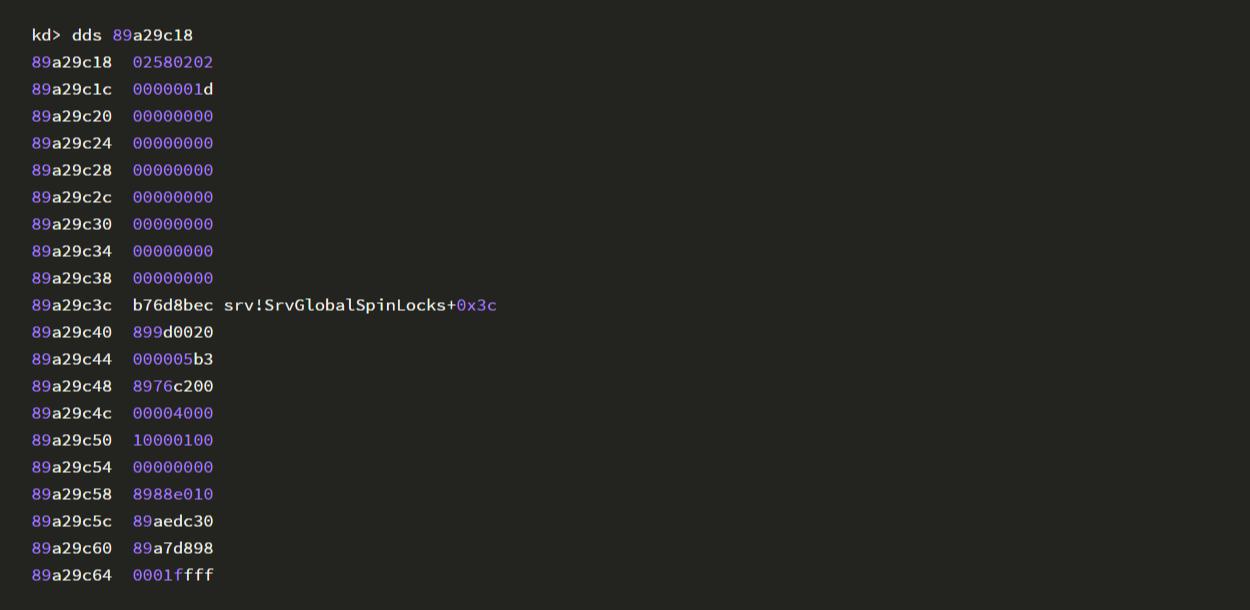 kd> dds 89a29c18
89a29c18  02580202
89a29c1c  0000001d
89a29c20  00000000
89a29c24  00000000
89a29c28  00000000
89a29c2c  00000000
89a29c30  00000000
89a29c34  00000000
89a29c38  00000000
89a29c3c  b76d8bec srv!SrvGlobalSpinLocks+0x3c
89a29c40  899d0020
89a29c44  000005b3
89a29c48  8976c200
89a29c4c  00004000
89a29c50  10000100
89a29c54  00000000
89a29c58  8988e010
89a29c5c  89aedc30
89a29c60  89a7d898
89a29c64  0001ffff